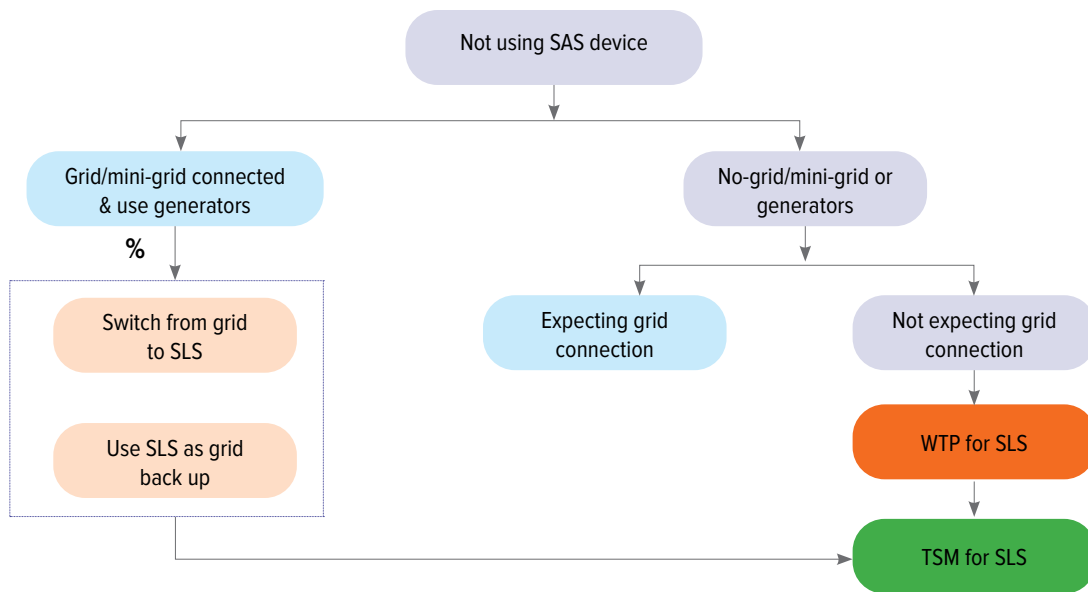 Not using SAS device
Grid/mini-grid connected
& use generators
No-grid/mini-grid or
generators
%
Switch from grid
to SLS
Expecting grid
connection
Not expecting grid
connection
Use SLS as grid
back up
WTP for SLS
TSM for SLS